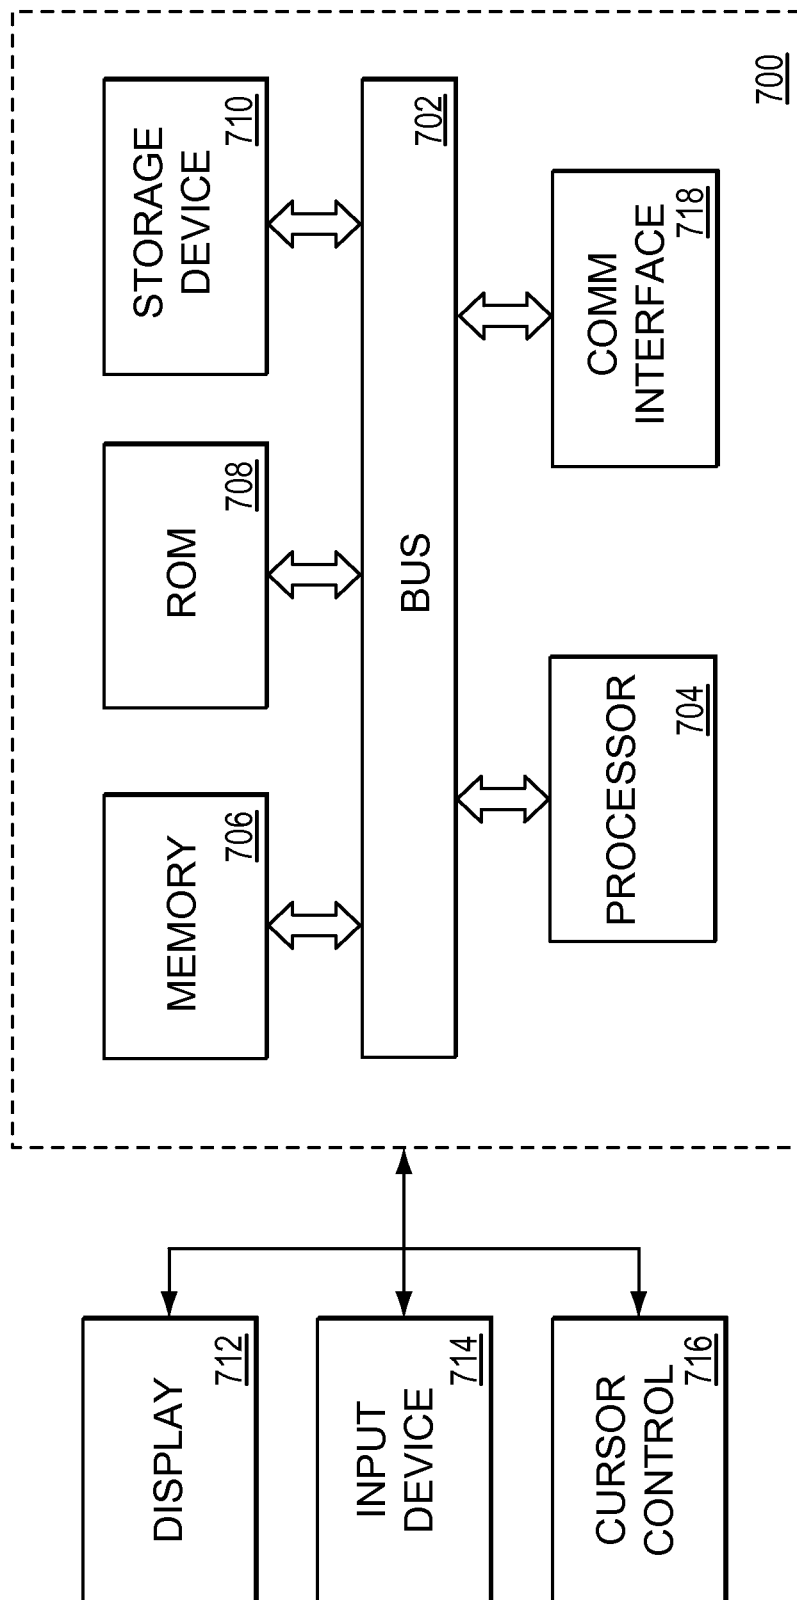 DISPLAY
712
INPUT
DEVICE
714
CURSOR
CONTROL
716
MEMORY
706
ROM
708
STORAGE
DEVICE
710
BUS
702
PROCESSOR
704
COMM
INTERFACE
718
700